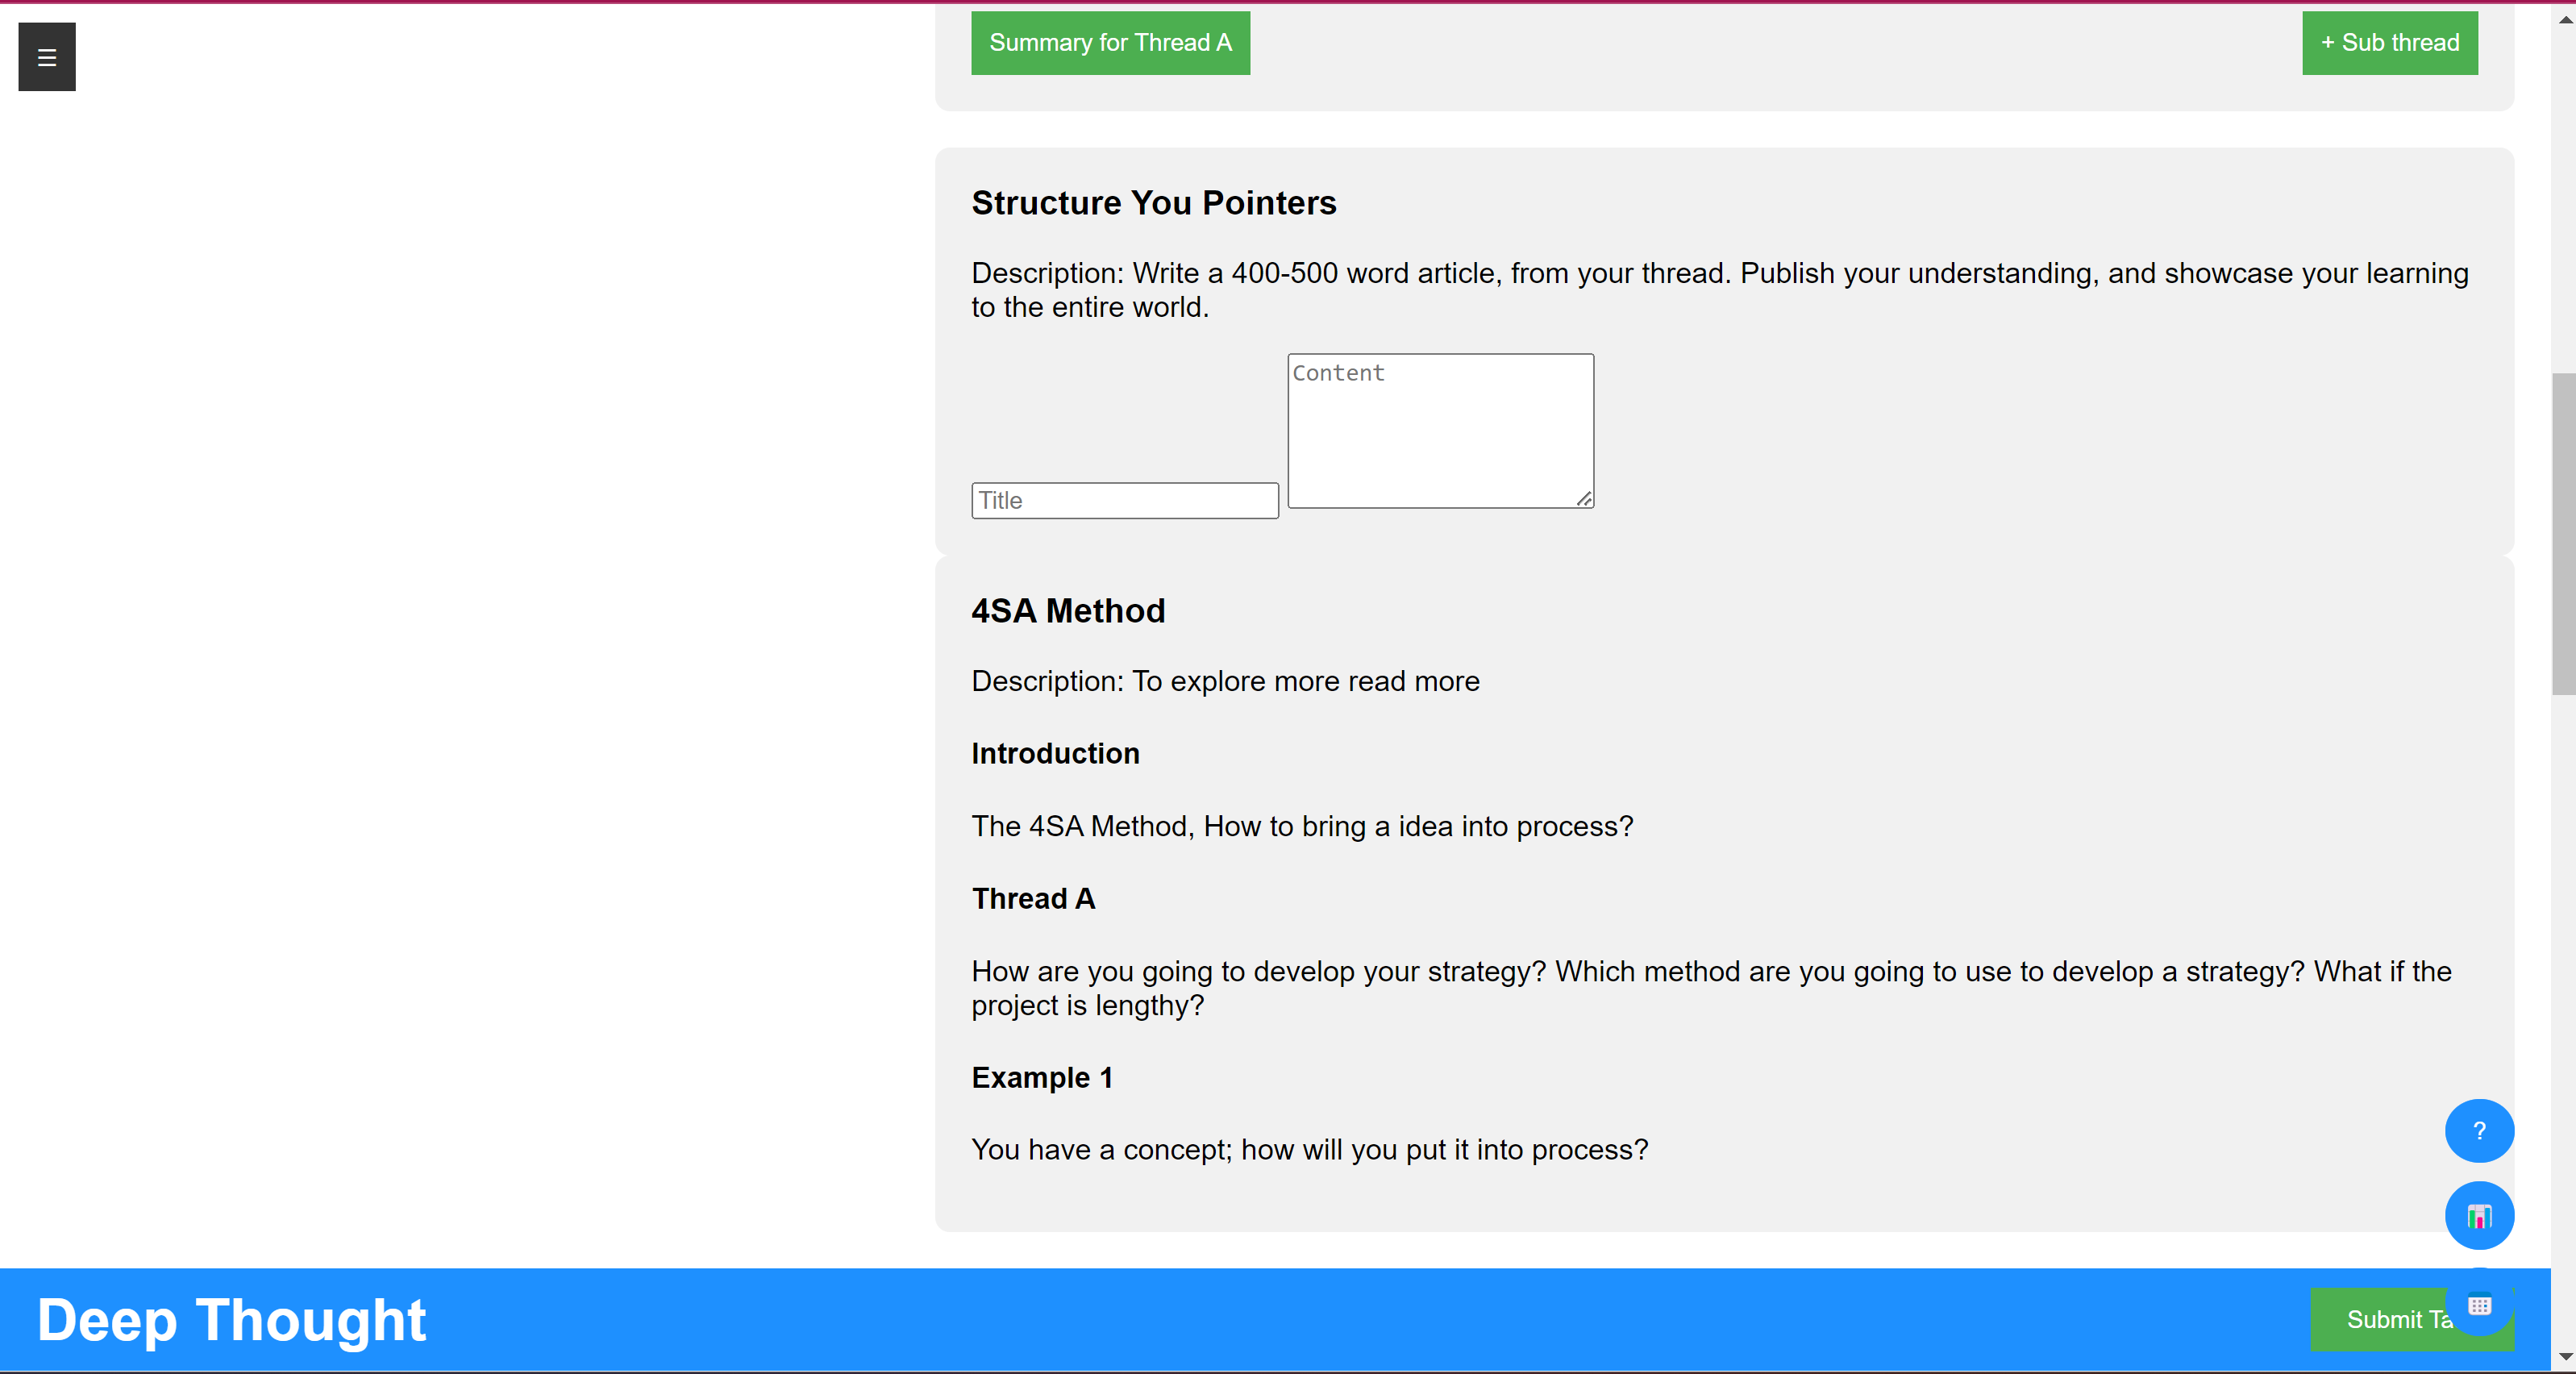 ☰
Summary for Thread A
+ Sub thread
Structure You Pointers
Description: Write a 400-500 word article, from your thread. Publish your understanding, and showcase your learning
to the entire world.
Content
Title
4SA Method
Description: To explore more read more
Introduction
The 4SA Method, How to bring a idea into process?
Thread A
How are you going to develop your strategy? Which method are you going to use to develop a strategy? What if the
project is lengthy?
Example 1
You have a concept; how will you put it into process?
?
Deep Thought
Submit Ta